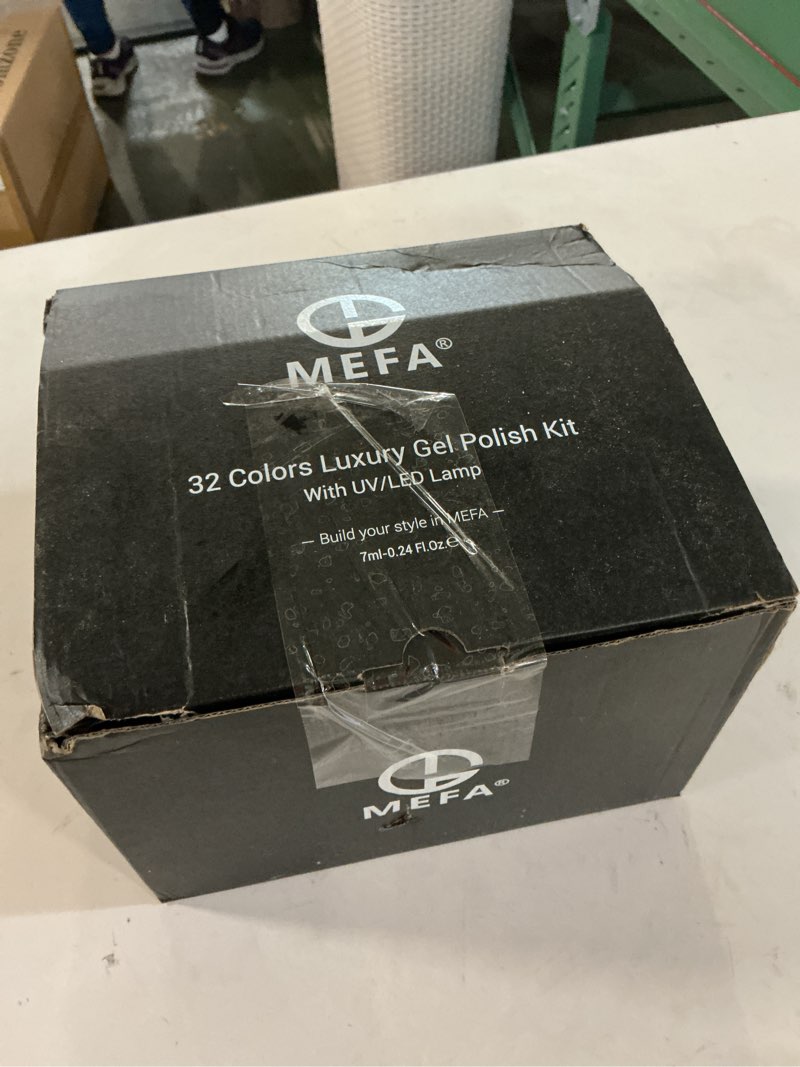 MEFA®
32 Colors Luxury Gel Polish Kit
With UV/LED Lamp
— Build your style in MEFA —
7ml-0.24 Fl.Oz.℮
MEFA®